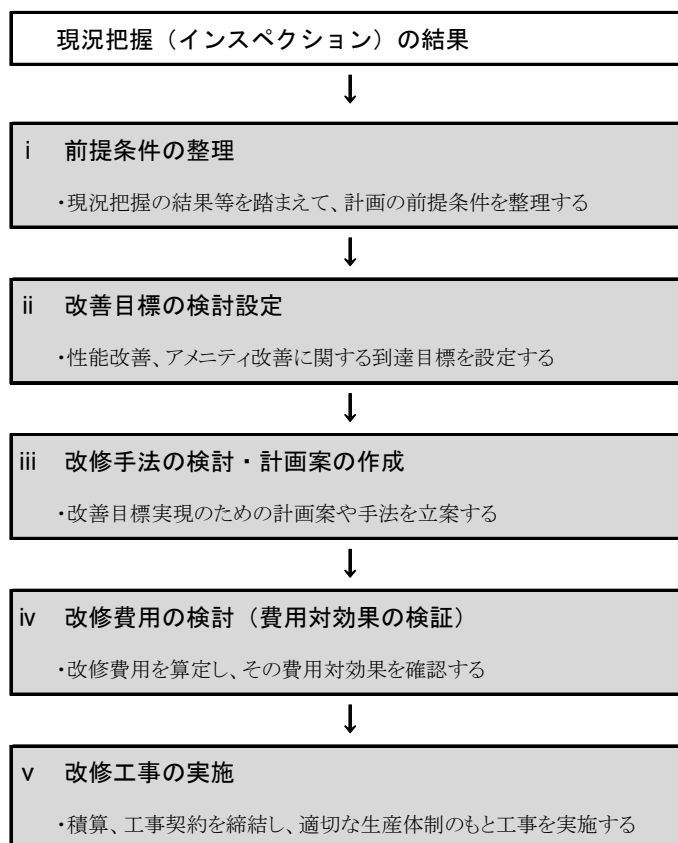 現況把握（インスペクション）の結果
↓
i 前提条件の整理
・現況把握の結果等を踏まえて、計画の前提条件を整理する
↓
ii 改善目標の検討設定
・性能改善、アメニティ改善に関する到達目標を設定する
↓
iii 改修手法の検討・計画案の作成
・改善目標実現のための計画案や手法を立案する
↓
iv 改修費用の検討（費用対効果の検証）
・改修費用を算定し、その費用対効果を確認する
↓
v 改修工事の実施
・積算、工事契約を締結し、適切な生産体制のもと工事を実施する